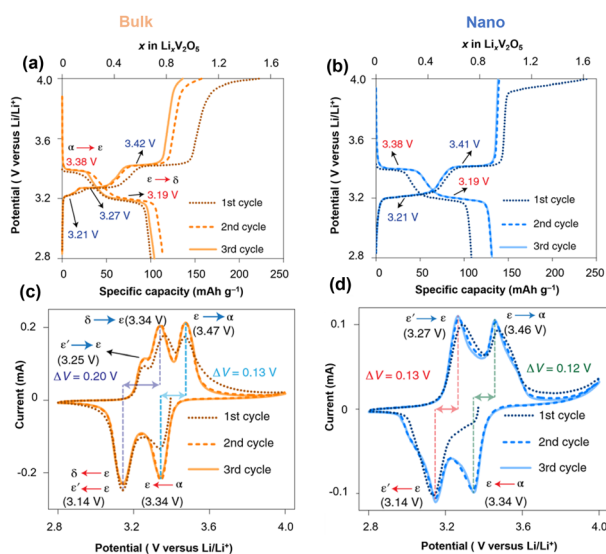 Bulk
Nano
(a)
x in LixV2O5
0 0.3 0.6 0.9 1.2 1.5
Potential ( V versus Li/Li+)
4.0
3.6
3.2
2.8
α → ε
3.38 V
3.42 V
ε → δ
3.19 V
3.27 V
3.21 V
1st cycle
2nd cycle
3rd cycle
0 50 100 150 200 250
Specific capacity (mAh g–1)
(b)
x in LixV2O5
0 0.35 0.7 1.05 1.4
Potential ( V versus Li/Li+)
4.0
3.6
3.2
2.8
3.38 V
3.41 V
3.19 V
3.21 V
1st cycle
2nd cycle
3rd cycle
0 50 100 150 200 250
Specific capacity (mAh g–1)
(c)
Current (mA)
0.2
0
-0.2
δ → ε(3.34 V)
ε → α
(3.47 V)
ε' → ε
(3.25 V)
ΔV = 0.20 V
ΔV = 0.13 V
1st cycle
2nd cycle
3rd cycle
δ ← ε
ε' ← ε
(3.14 V)
ε ← α
(3.34 V)
2.8 3.2 3.6 4.0
Potential ( V versus Li/Li+)
(d)
Current (mA)
0.1
0
-0.1
ε' → ε
(3.27 V)
ε → α
(3.46 V)
ΔV = 0.13 V
ΔV = 0.12 V
1st cycle
2nd cycle
3rd cycle
ε' ← ε
(3.14 V)
ε ← α
(3.34 V)
2.8 3.2 3.6 4.0
Potential ( V versus Li/Li+)